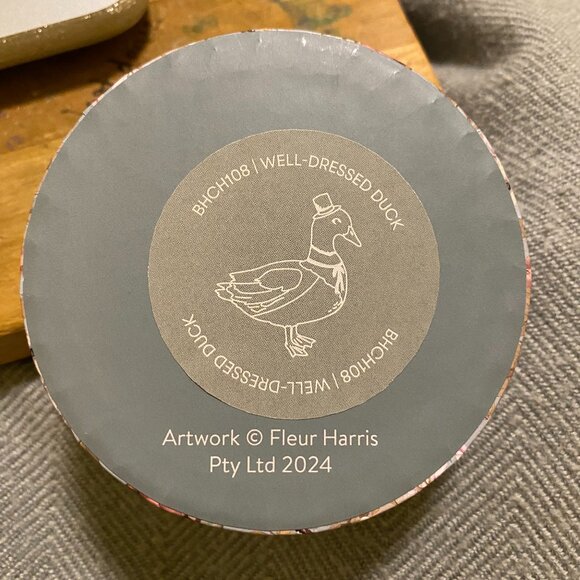 BHCH108 | WELL-DRESSED DUCK
BHCH108 | WELL-DRESSED DUCK
Artwork © Fleur Harris
Pty Ltd 2024